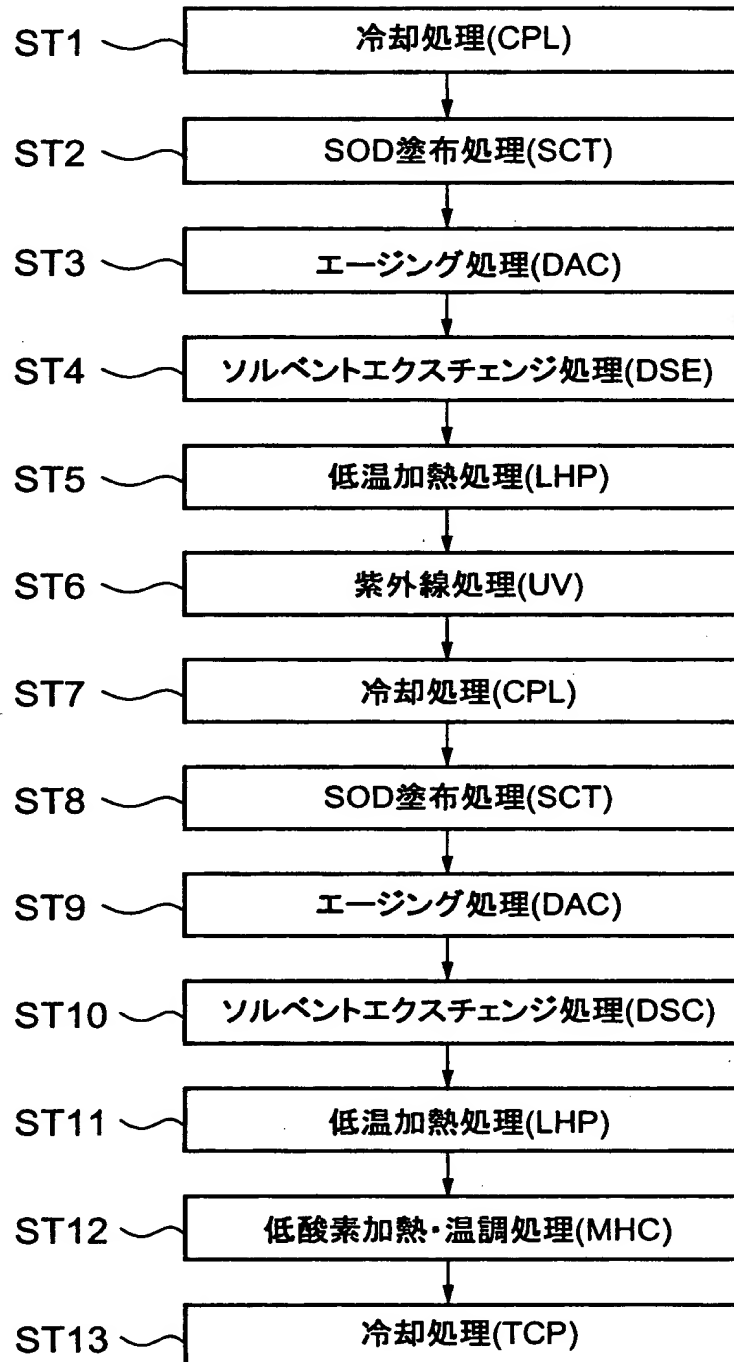 ST1 冷却処理(CPL)
ST2 SOD塗布処理(SCT)
ST3 エージング処理(DAC)
ST4 ソルベントエクスチェンジ処理(DSE)
ST5 低温加熱処理(LHP)
ST6 紫外線処理(UV)
ST7 冷却処理(CPL)
ST8 SOD塗布処理(SCT)
ST9 エージング処理(DAC)
ST10 ソルベントエクスチェンジ処理(DSC)
ST11 低温加熱処理(LHP)
ST12 低酸素加熱・温調処理(MHC)
ST13 冷却処理(TCP)